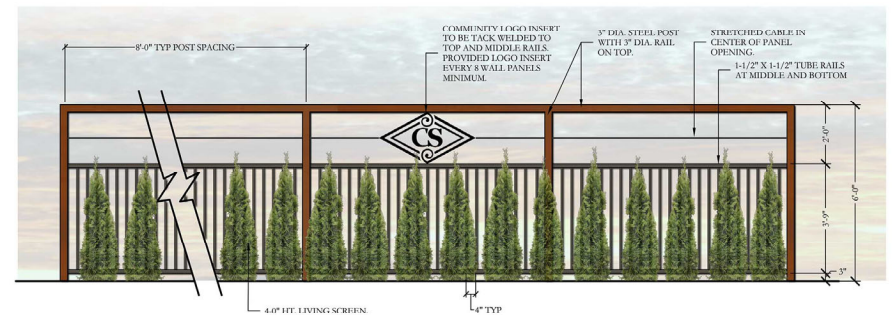 8'-0" TYP POST SPACING
COMMUNITY LOGO INSERT
TO BE TACK WELDED TO
TOP AND MIDDLE RAILS.
PROVIDED LOGO INSERT
EVERY 8 WALL PANELS
MINIMUM.
3" DIA. STEEL POST
WITH 3" DIA. RAIL
ON TOP.
STRETCHED CABLE IN
CENTER OF PANEL
OPENING.
1-1/2" X 1-1/2" TUBE RAILS
AT MIDDLE AND BOTTOM
CS
2'-0"
6'-0"
3'-9"
3"
4-0" HT. LIVING SCREEN.
4" TYP